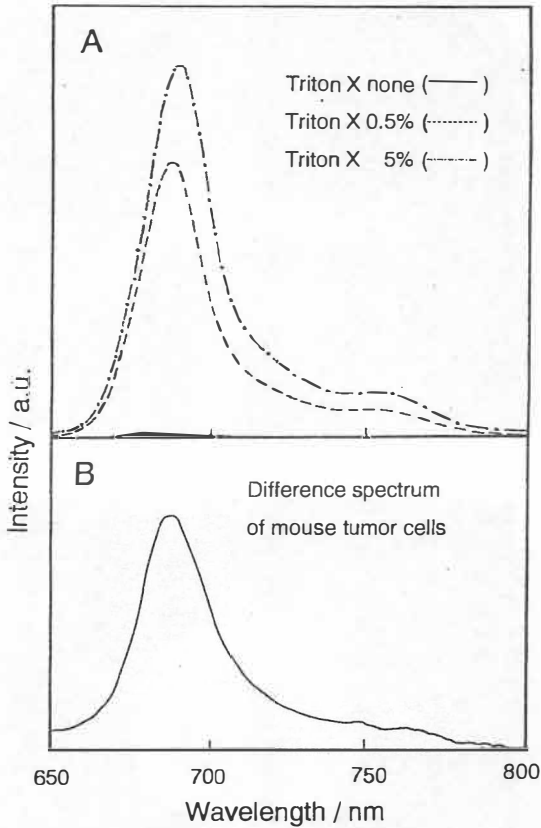 A
Triton X none (——)
Triton X 0.5% (--------)
Triton X 5% (-·-·-·-)
Intensity / a.u.
B
Difference spectrum
of mouse tumor cells
650 700 750 800
Wavelength / nm